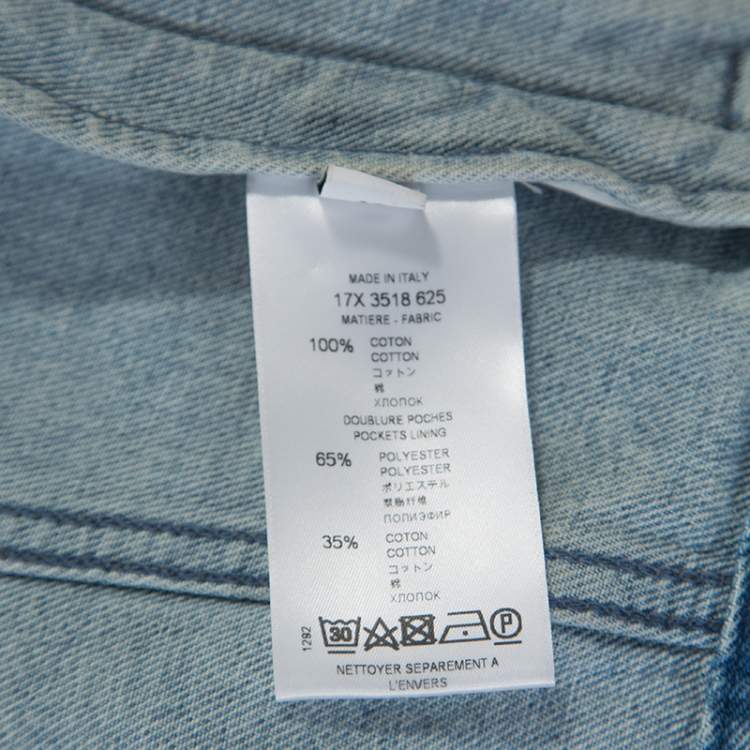 MADE IN ITALY
17X 3518 625
MATIERE - FABRIC
100% COTON
COTTON
コットン
棉
ХЛОПОК
DOUBLURE POCHES
POCKETS LINING
65% POLYESTER
POLYESTER
ポリエステル
聚酯纤维
ПОЛИЭФИР
35% COTON
COTTON
コットン
棉
ХЛОПОК
1292
30
P
NETTOYER SEPAREMENT A
L'ENVERS